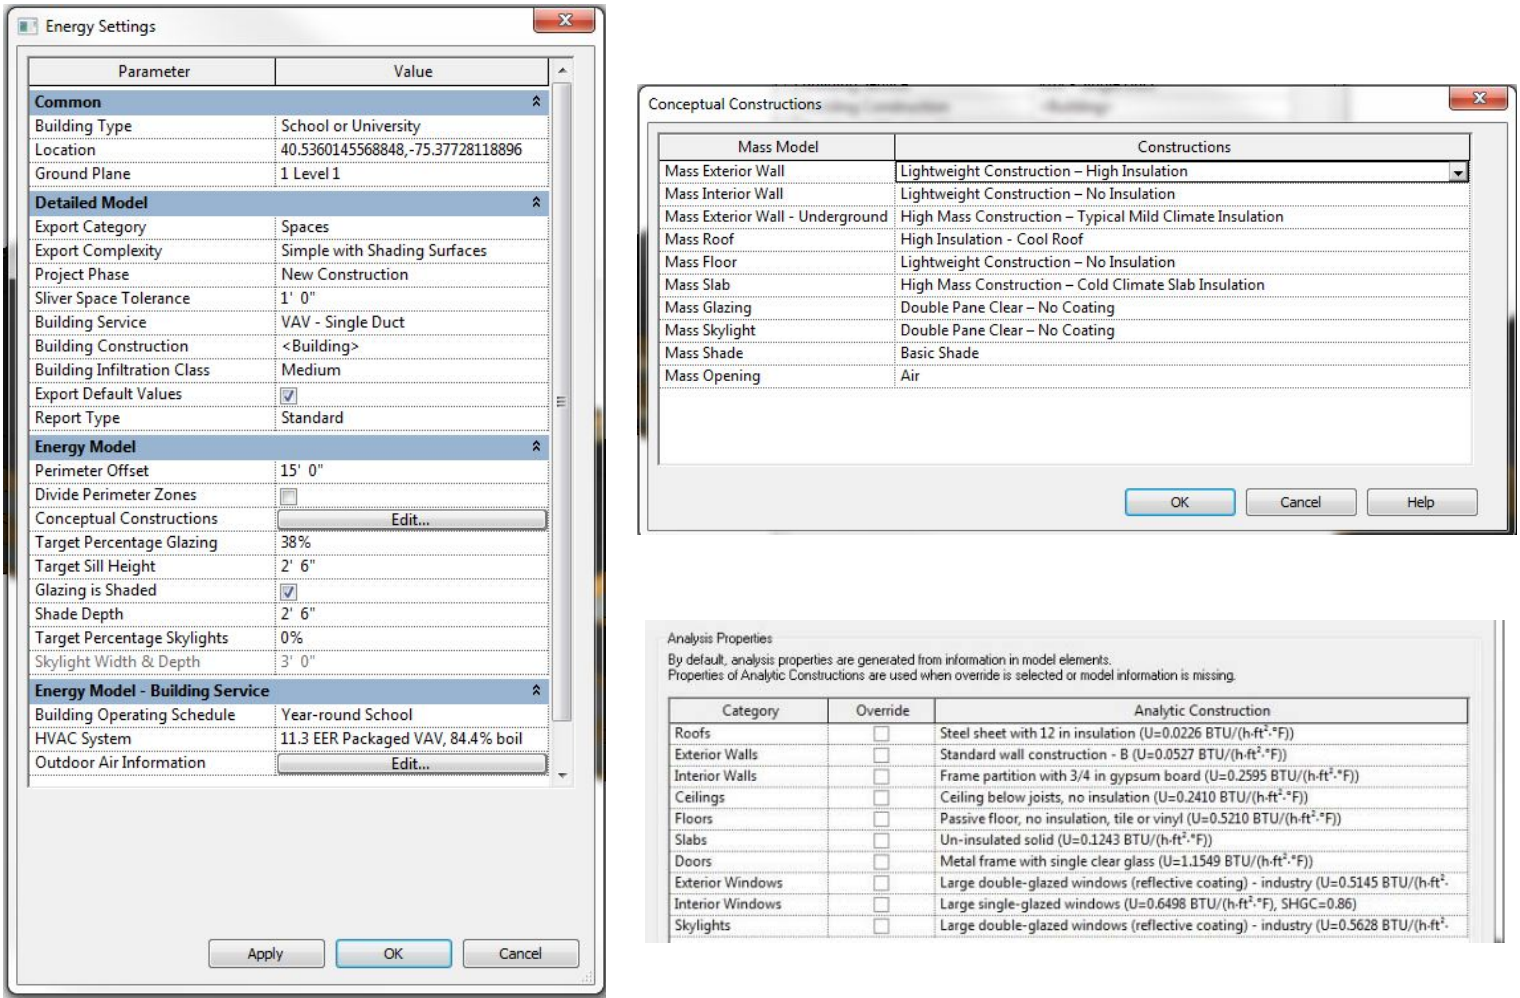 Energy Settings
Parameter Value
Common
Building Type School or University
Location 40.5360145568848,-75.37728118896
Ground Plane 1 Level 1
Detailed Model
Export Category Spaces
Export Complexity Simple with Shading Surfaces
Project Phase New Construction
Sliver Space Tolerance 1' 0"
Building Service VAV - Single Duct
Building Construction <Building>
Building Infiltration Class Medium
Export Default Values
Report Type Standard
Energy Model
Perimeter Offset 15' 0"
Divide Perimeter Zones
Conceptual Constructions Edit...
Target Percentage Glazing 38%
Target Sill Height 2' 6"
Glazing is Shaded
Shade Depth 2' 6"
Target Percentage Skylights 0%
Skylight Width & Depth 3' 0"
Energy Model - Building Service
Building Operating Schedule Year-round School
HVAC System 11.3 EER Packaged VAV, 84.4% boil
Outdoor Air Information Edit...
Apply OK Cancel
Conceptual Constructions
Mass Model Constructions
Mass Exterior Wall Lightweight Construction – High Insulation
Mass Interior Wall Lightweight Construction – No Insulation
Mass Exterior Wall - Underground High Mass Construction – Typical Mild Climate Insulation
Mass Roof High Insulation - Cool Roof
Mass Floor Lightweight Construction – No Insulation
Mass Slab High Mass Construction – Cold Climate Slab Insulation
Mass Glazing Double Pane Clear – No Coating
Mass Skylight Double Pane Clear – No Coating
Mass Shade Basic Shade
Mass Opening Air
OK Cancel Help
Analysis Properties
By default, analysis properties are generated from information in model elements.
Properties of Analytic Constructions are used when override is selected or model information is missing.
Category Override Analytic Construction
Roofs Steel sheet with 12 in insulation (U=0.0226 BTU/(h·ft²·°F))
Exterior Walls Standard wall construction - B (U=0.0527 BTU/(h·ft²·°F))
Interior Walls Frame partition with 3/4 in gypsum board (U=0.2595 BTU/(h·ft²·°F))
Ceilings Ceiling below joists, no insulation (U=0.2410 BTU/(h·ft²·°F))
Floors Passive floor, no insulation, tile or vinyl (U=0.5210 BTU/(h·ft²·°F))
Slabs Un-insulated solid (U=0.1243 BTU/(h·ft²·°F))
Doors Metal frame with single clear glass (U=1.1549 BTU/(h·ft²·°F))
Exterior Windows Large double-glazed windows (reflective coating) - industry (U=0.5145 BTU/(h·ft²·
Interior Windows Large single-glazed windows (U=0.6498 BTU/(h·ft²·°F), SHGC=0.86)
Skylights Large double-glazed windows (reflective coating) - industry (U=0.5628 BTU/(h·ft²·